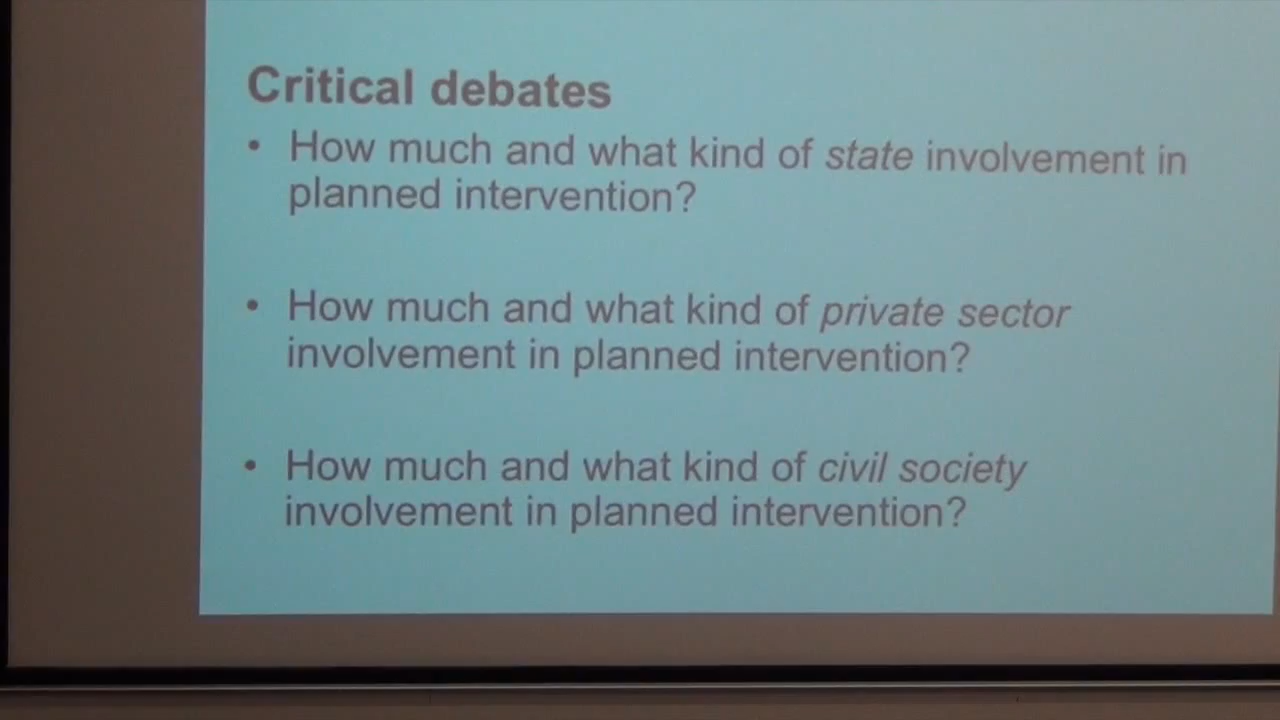 Critical debates
• How much and what kind of state involvement in
planned intervention?
• How much and what kind of private sector
involvement in planned intervention?
• How much and what kind of civil society
involvement in planned intervention?